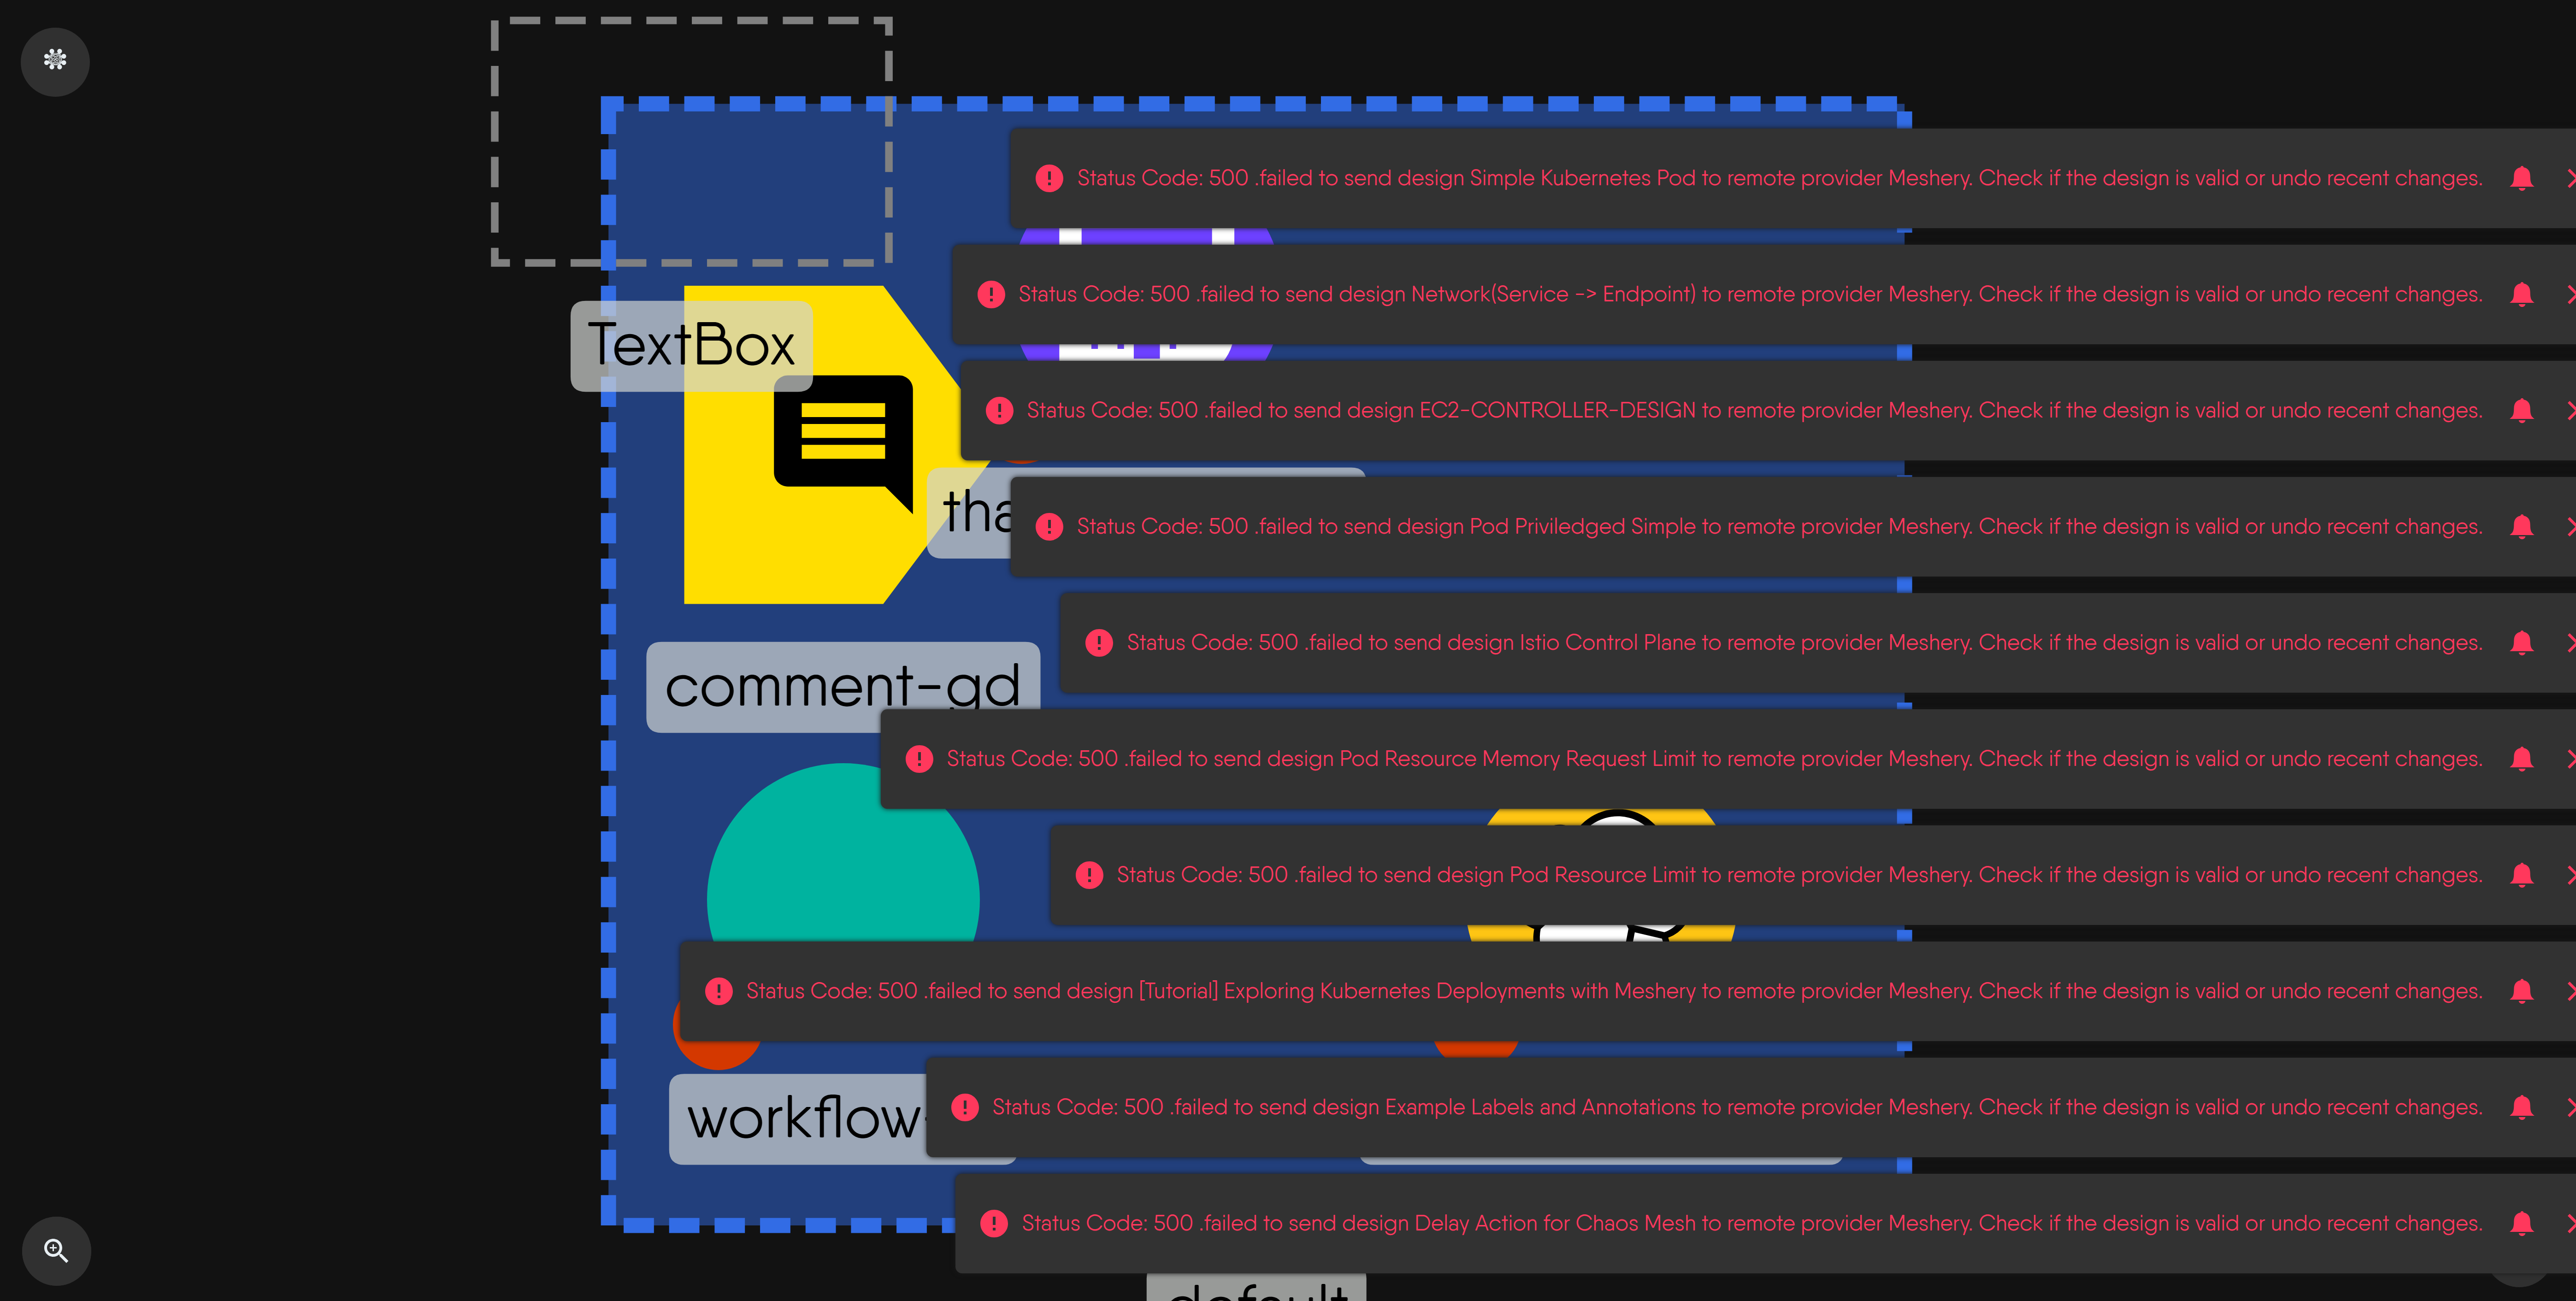 Status Code: 500 .failed to send design Simple Kubernetes Pod to remote provider Meshery. Check if the design is valid or undo recent changes.
Status Code: 500 .failed to send design Network(Service -> Endpoint) to remote provider Meshery. Check if the design is valid or undo recent changes.
TextBox
Status Code: 500 .failed to send design EC2-CONTROLLER-DESIGN to remote provider Meshery. Check if the design is valid or undo recent changes.
Status Code: 500 .failed to send design Pod Priviledged Simple to remote provider Meshery. Check if the design is valid or undo recent changes.
Status Code: 500 .failed to send design Istio Control Plane to remote provider Meshery. Check if the design is valid or undo recent changes.
comment-gd
Status Code: 500 .failed to send design Pod Resource Memory Request Limit to remote provider Meshery. Check if the design is valid or undo recent changes.
Status Code: 500 .failed to send design Pod Resource Limit to remote provider Meshery. Check if the design is valid or undo recent changes.
Status Code: 500 .failed to send design [Tutorial] Exploring Kubernetes Deployments with Meshery to remote provider Meshery. Check if the design is valid or undo recent changes.
workflow-
Status Code: 500 .failed to send design Example Labels and Annotations to remote provider Meshery. Check if the design is valid or undo recent changes.
Status Code: 500 .failed to send design Delay Action for Chaos Mesh to remote provider Meshery. Check if the design is valid or undo recent changes.
default